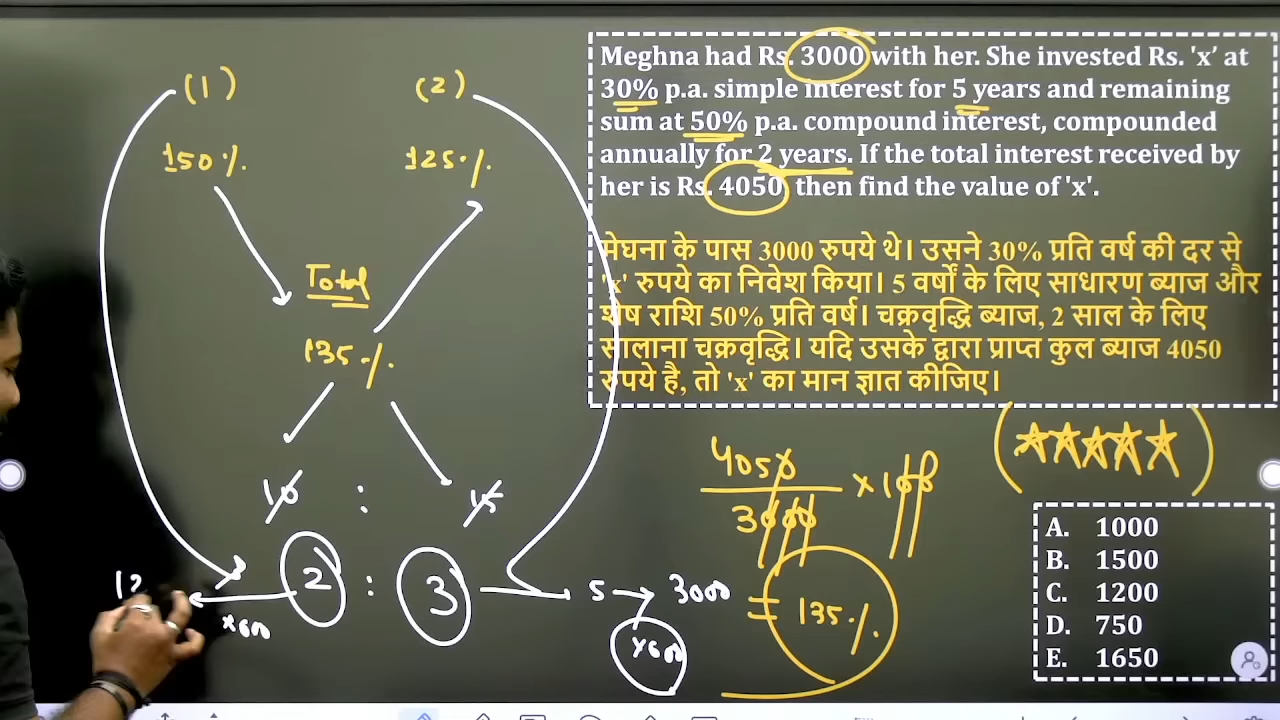 Meghna had Rs. 3000 with her. She invested Rs. 'x' at
30% p.a. simple interest for 5 years and remaining
sum at 50% p.a. compound interest, compounded
annually for 2 years. If the total interest received by
her is Rs. 4050 then find the value of 'x'.
मेघना के पास 3000 रुपये थे। उसने 30% प्रति वर्ष की दर से
'x' रुपये का निवेश किया। 5 वर्षों के लिए साधारण ब्याज और
शेष राशि 50% प्रति वर्ष। चक्रवृद्धि ब्याज, 2 साल के लिए
सालाना चक्रवृद्धि। यदि उसके द्वारा प्राप्त कुल ब्याज 4050
रुपये है, तो 'x' का मान ज्ञात कीजिए।
(1) (2)
150% 125%
Total
135%
10 : 15
2 : 3
12
×600
5 → 3000
×600
4050
3000
×100
= 135%
A. 1000
B. 1500
C. 1200
D. 750
E. 1650